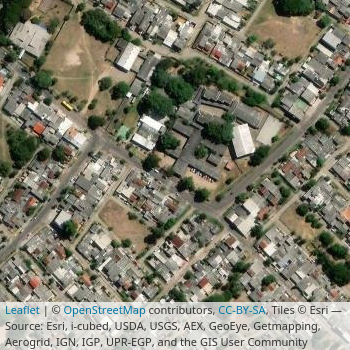 Leaflet | © OpenStreetMap contributors, CC-BY-SA, Tiles © Esri —
Source: Esri, i-cubed, USDA, USGS, AEX, GeoEye, Getmapping,
Aerogrid, IGN, IGP, UPR-EGP, and the GIS User Community